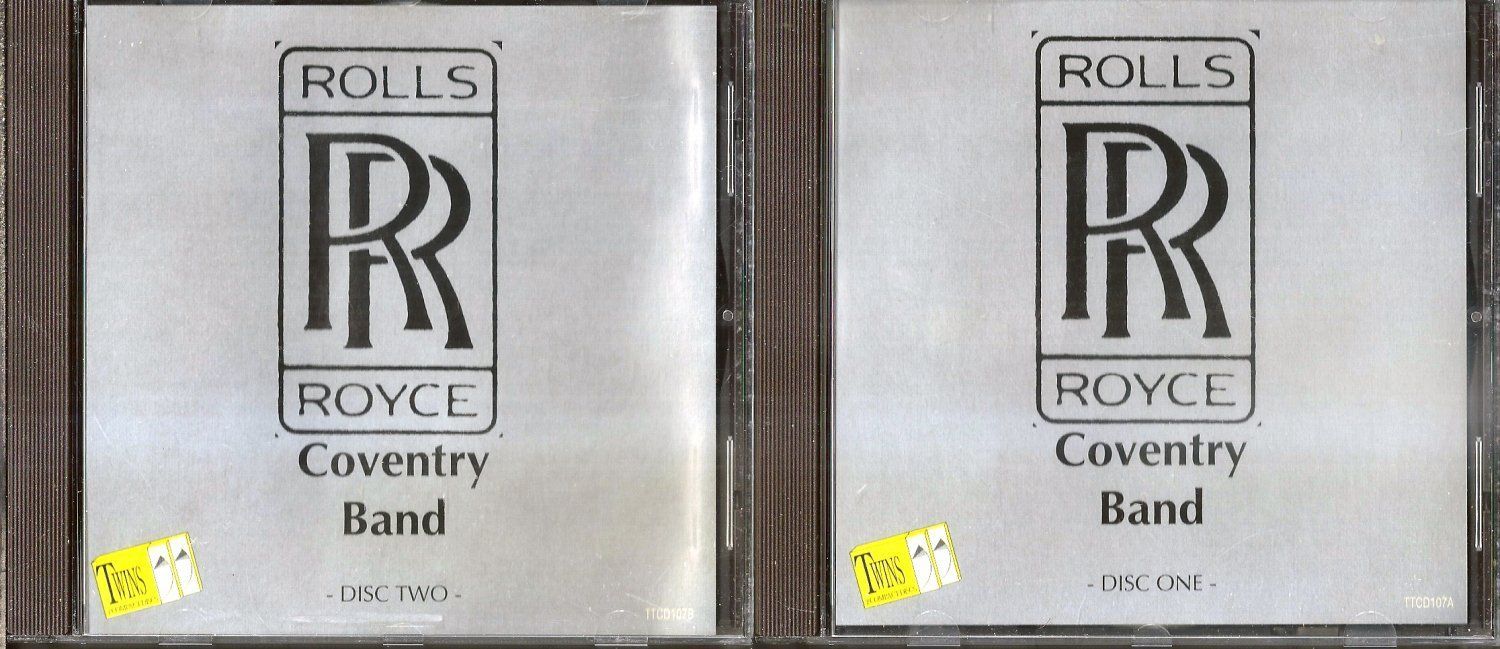 ROLLS
RR
ROYCE
Coventry
Band
TWINS
- DISC TWO -
TTCD107B
ROLLS
RR
ROYCE
Coventry
Band
TWINS
- DISC ONE -
TTCD107A